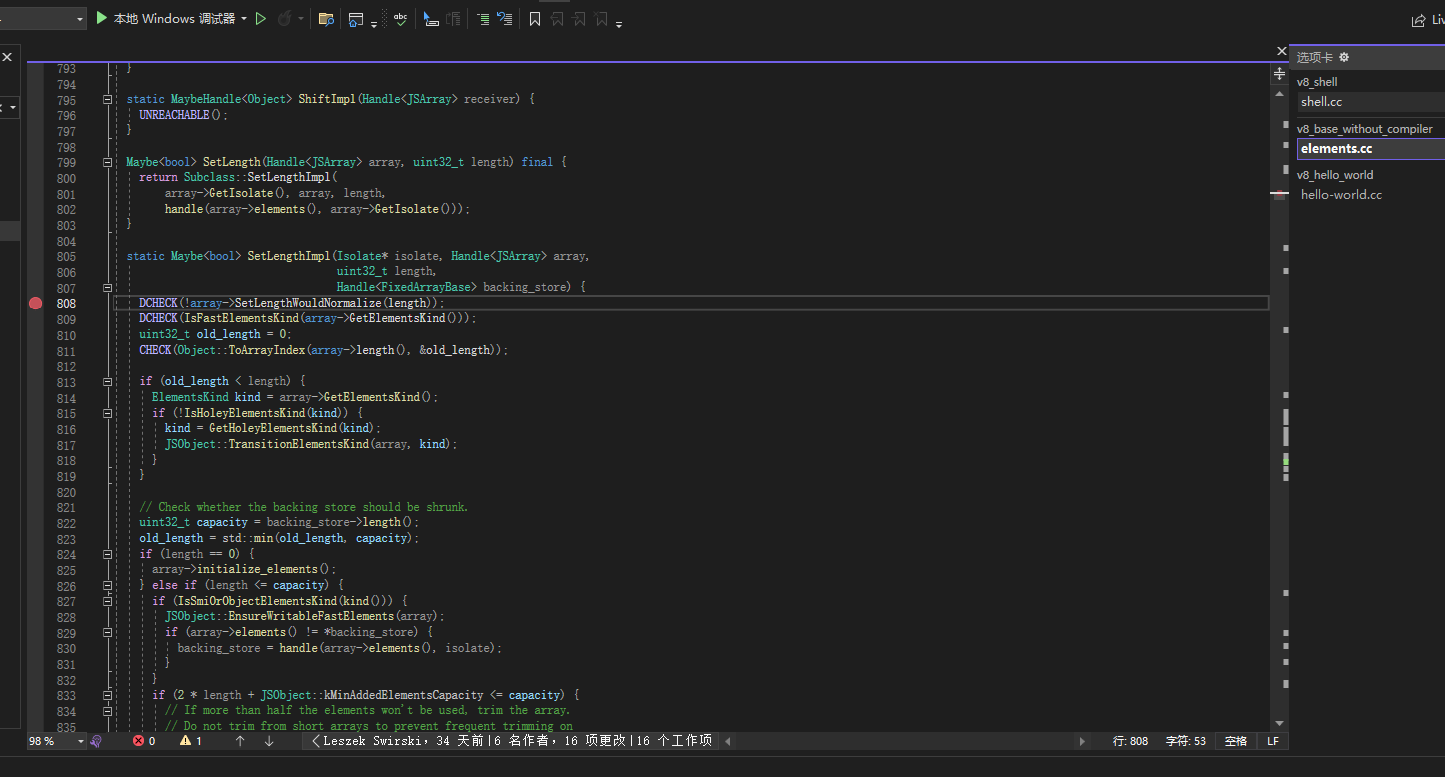 本地 Windows 调试器
abc
Liv
选项卡
v8_shell
shell.cc
v8_base_without_compiler
elements.cc
v8_hello_world
hello-world.cc
793 }
794
795 static MaybeHandle<Object> ShiftImpl(Handle<JSArray> receiver) {
796 UNREACHABLE();
797 }
798
799 Maybe<bool> SetLength(Handle<JSArray> array, uint32_t length) final {
800 return Subclass::SetLengthImpl(
801 array->GetIsolate(), array, length,
802 handle(array->elements(), array->GetIsolate()));
803 }
804
805 static Maybe<bool> SetLengthImpl(Isolate* isolate, Handle<JSArray> array,
806 uint32_t length,
807 Handle<FixedArrayBase> backing_store) {
808 DCHECK(!array->SetLengthWouldNormalize(length));
809 DCHECK(IsFastElementsKind(array->GetElementsKind()));
810 uint32_t old_length = 0;
811 CHECK(Object::ToArrayIndex(array->length(), &old_length));
812
813 if (old_length < length) {
814 ElementsKind kind = array->GetElementsKind();
815 if (!IsHoleyElementsKind(kind)) {
816 kind = GetHoleyElementsKind(kind);
817 JSObject::TransitionElementsKind(array, kind);
818 }
819 }
820
821 // Check whether the backing store should be shrunk.
822 uint32_t capacity = backing_store->length();
823 old_length = std::min(old_length, capacity);
824 if (length == 0) {
825 array->initialize_elements();
826 } else if (length <= capacity) {
827 if (IsSmiOrObjectElementsKind(kind())) {
828 JSObject::EnsureWritableFastElements(array);
829 if (array->elements() != *backing_store) {
830 backing_store = handle(array->elements(), isolate);
831 }
832 }
833 if (2 * length + JSObject::kMinAddedElementsCapacity <= capacity) {
834 // If more than half the elements won't be used, trim the array.
835 // Do not trim from short arrays to prevent frequent trimming on
98 % 0 1 Leszek Swirski，34 天前|6 名作者，16 项更改|16 个工作项 行: 808 字符: 53 空格 LF